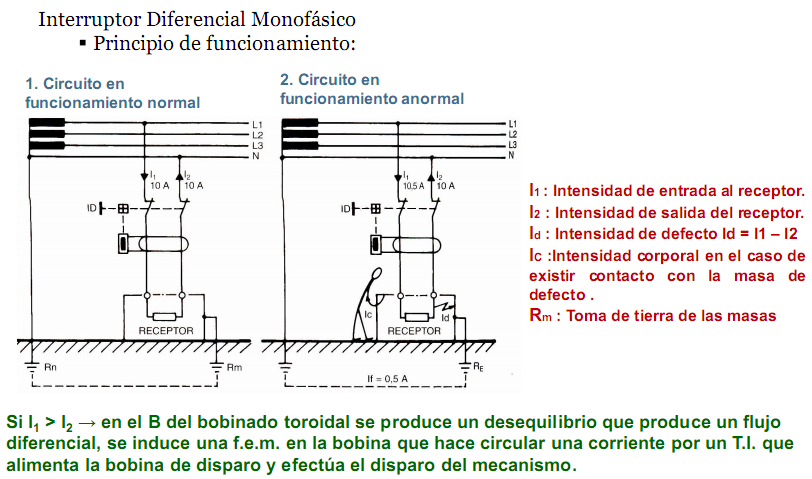 Interruptor Diferencial Monofásico
▪ Principio de funcionamiento:
1. Circuito en
funcionamiento normal
2. Circuito en
funcionamiento anormal
L1
L2
L3
N
I₁
10 A
I₂
10 A
ID
RECEPTOR
Rn
Rm
L1
L2
L3
N
I₁
10,5 A
I₂
10 A
ID
Ic
Id
RECEPTOR
RE
If = 0,5 A
I1 : Intensidad de entrada al receptor.
I2 : Intensidad de salida del receptor.
Id : Intensidad de defecto Id = I1 – I2
Ic :Intensidad corporal en el caso de
existir contacto con la masa de
defecto .
Rm : Toma de tierra de las masas
Si I₁ > I₂ → en el B del bobinado toroidal se produce un desequilibrio que produce un flujo
diferencial, se induce una f.e.m. en la bobina que hace circular una corriente por un T.I. que
alimenta la bobina de disparo y efectúa el disparo del mecanismo.